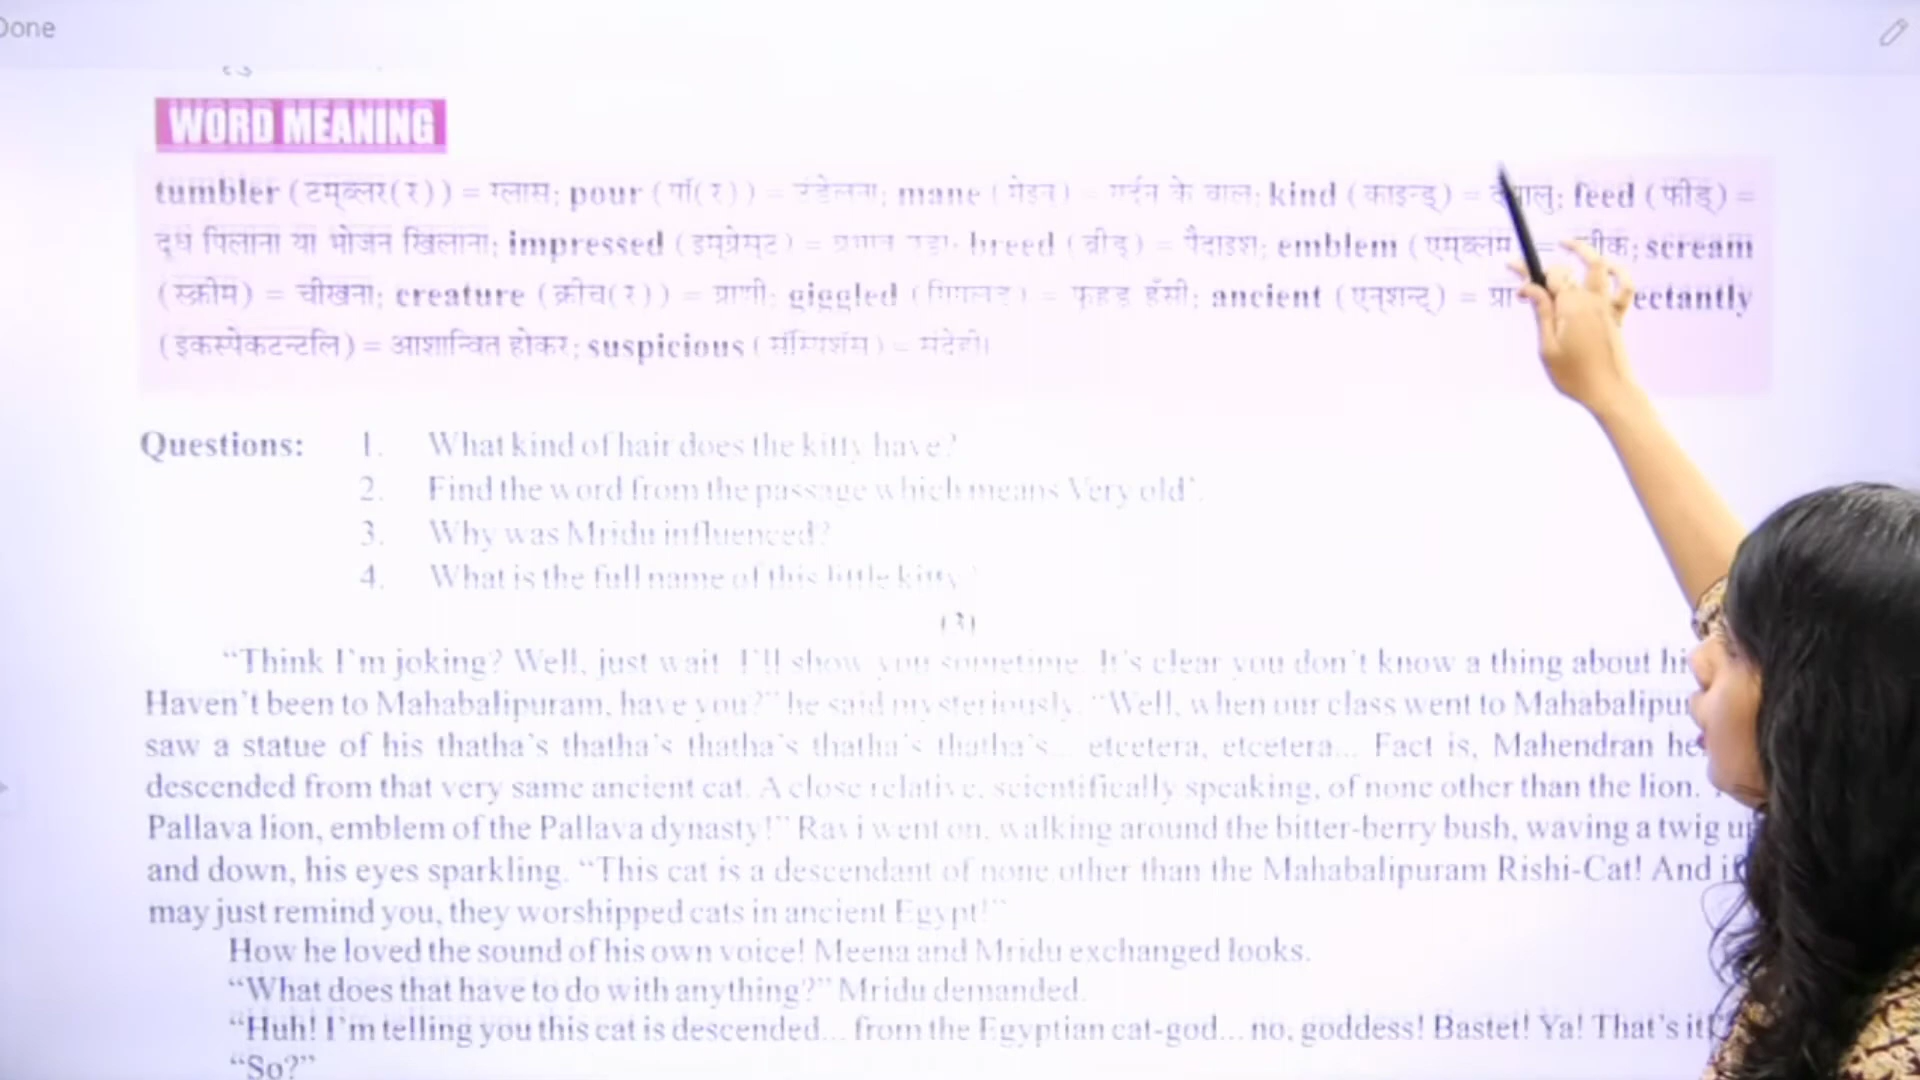 Done
WORD MEANING
tumbler (टम्ब्लर(र)) = ग्लास; pour (पॉ(र)) = उंडेलना; mane (मेइन) = गर्दन के बाल; kind (काइन्ड्) = feed (फीड्) =
दूध पिलाना या भोजन खिलाना; impressed (इम्प्रेस्ट) = breed (ब्रीड्) = पैदाइश; emblem (एम्ब्लम scream
(स्क्रीम) = चीखना; creature (क्रीच(र)) = प्राणी; giggled = फूहड़ हँसी; ancient (एन्शन्ट्) =
(इकस्पेकटन्टलि) = आशान्वित होकर; suspicious (सॅस्पिशॅस) = संदेही।
Questions: 1. What kind of hair does the kitty have?
2. Find the word from the passage which means Very old'.
3. Why was Mridu influenced?
4. What is the full name of this little kitty?
(3)
“Think I'm joking? Well, just wait. I'll show you sometime. It's clear you don't know a thing about
Haven't been to Mahabalipuram, have you?” he said mysteriously. “Well, when our class went to
saw a statue of his thatha's thatha's thatha's thatha's thatha's... etcetera, etcetera... Fact is, Mahendran
descended from that very same ancient cat. A close relative, scientifically speaking, of none other than the lion.
Pallava lion, emblem of the Pallava dynasty!” Ravi went on, walking around the bitter-berry bush, waving a twig
and down, his eyes sparkling. “This cat is a descendant of none other than the Mahabalipuram Rishi-Cat! And
may just remind you, they worshipped cats in ancient Egypt!”
How he loved the sound of his own voice! Meena and Mridu exchanged looks.
“What does that have to do with anything?” Mridu demanded.
“Huh! I'm telling you this cat is descended... from the Egyptian cat-god... no, goddess! Bastet! Ya! That's it!
“So?”